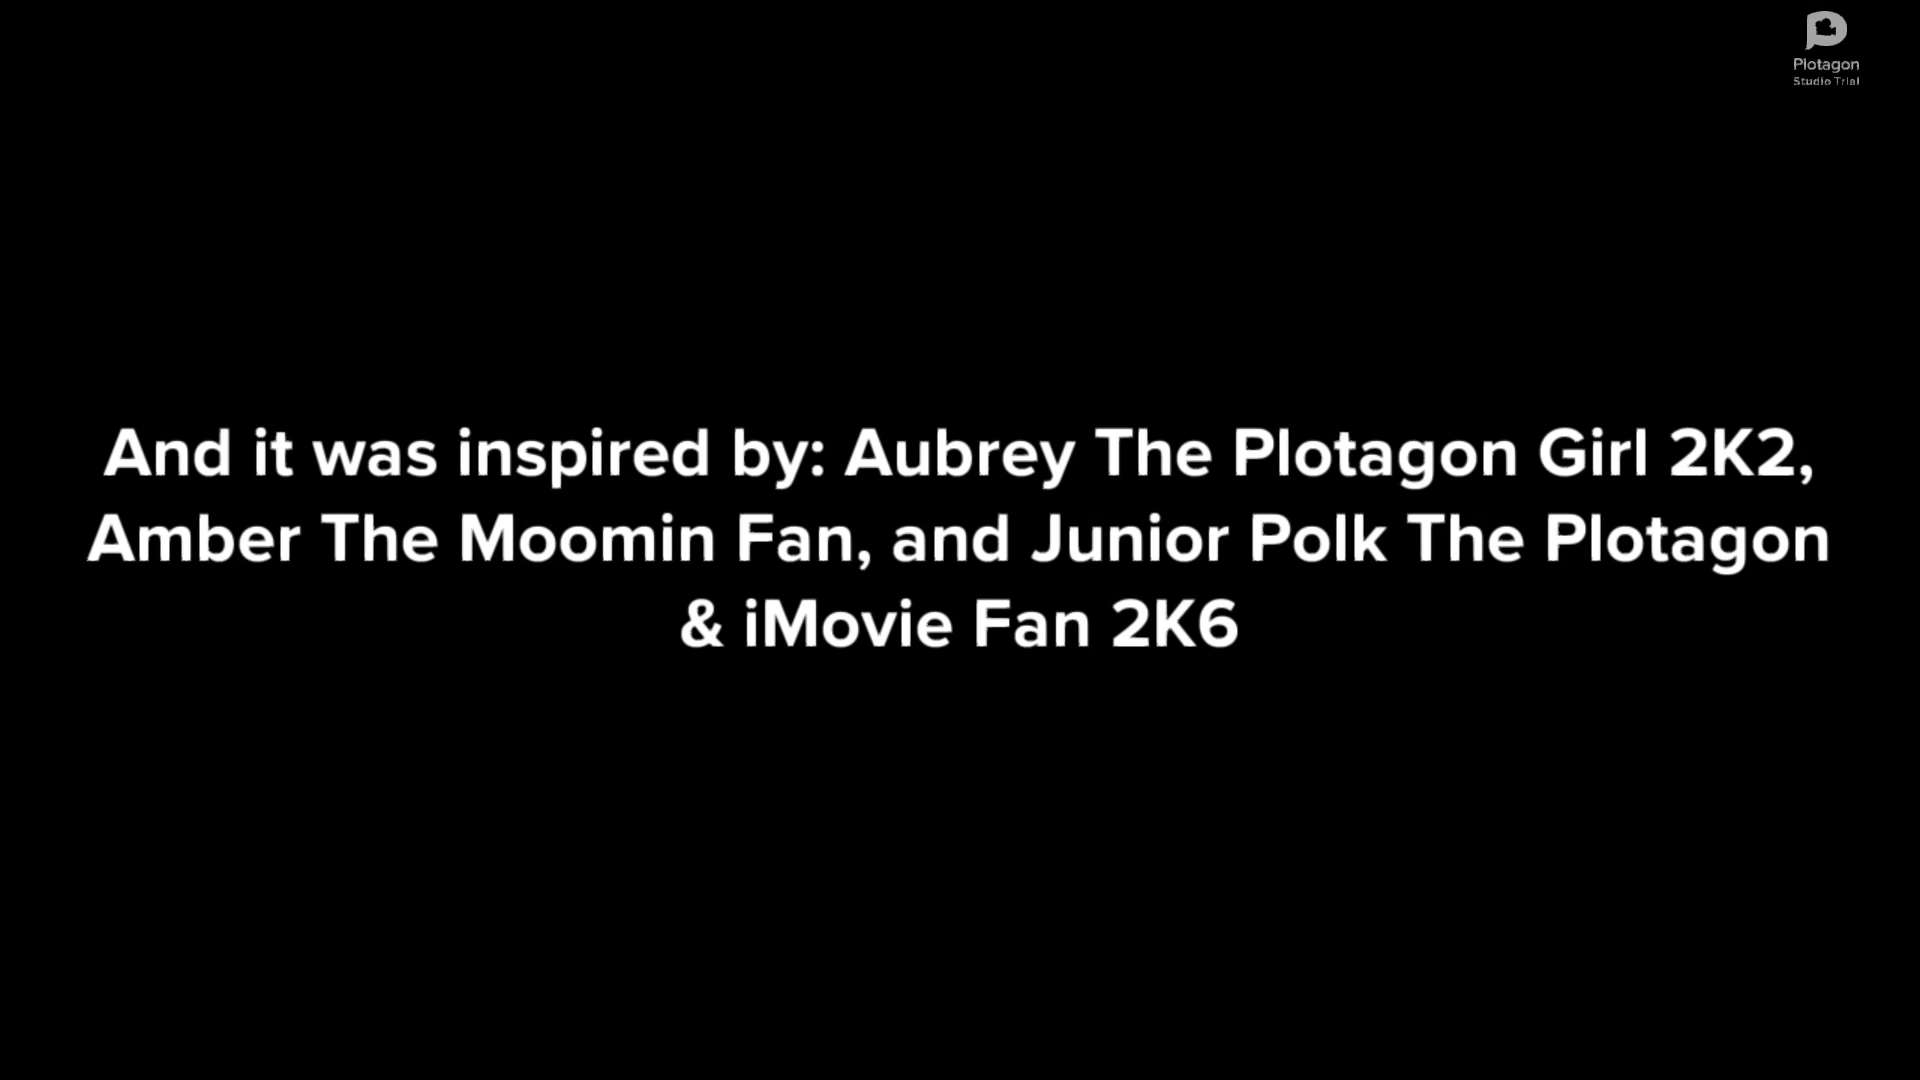 Plotagon
Studio Trial
And it was inspired by: Aubrey The Plotagon Girl 2K2,
Amber The Moomin Fan, and Junior Polk The Plotagon
& iMovie Fan 2K6